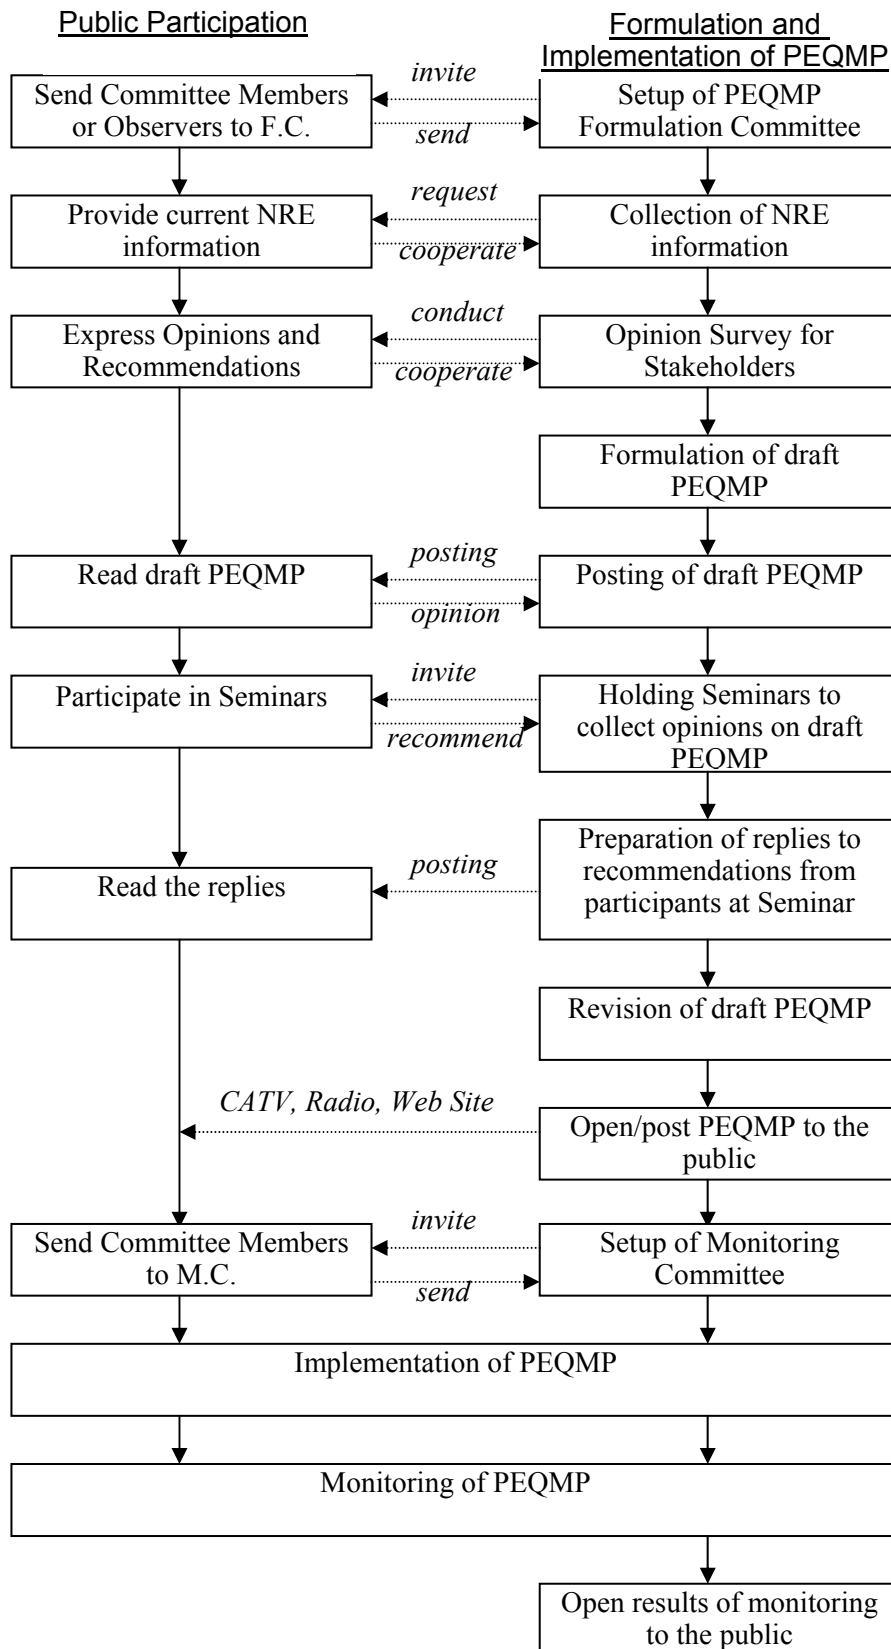 Public Participation
Formulation and
Implementation of PEQMP
Send Committee Members
or Observers to F.C.
invite
send
Setup of PEQMP
Formulation Committee
Provide current NRE
information
request
cooperate
Collection of NRE
information
Express Opinions and
Recommendations
conduct
cooperate
Opinion Survey for
Stakeholders
Formulation of draft
PEQMP
Read draft PEQMP
posting
opinion
Posting of draft PEQMP
Participate in Seminars
invite
recommend
Holding Seminars to
collect opinions on draft
PEQMP
Read the replies
posting
Preparation of replies to
recommendations from
participants at Seminar
Revision of draft PEQMP
CATV, Radio, Web Site
Open/post PEQMP to the
public
Send Committee Members
to M.C.
invite
send
Setup of Monitoring
Committee
Implementation of PEQMP
Monitoring of PEQMP
Open results of monitoring
to the public